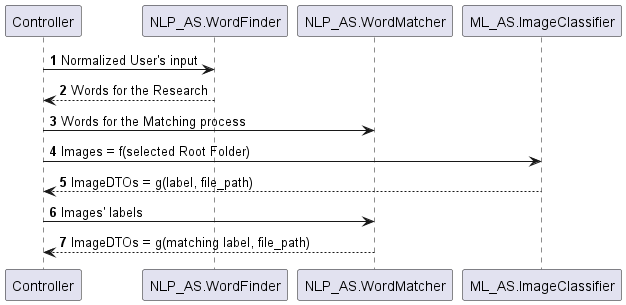 Controller NLP_AS.WordFinder NLP_AS.WordMatcher ML_AS.ImageClassifier
1 Normalized User's input
2 Words for the Research
3 Words for the Matching process
4 Images = f(selected Root Folder)
5 ImageDTOs = g(label, file_path)
6 Images' labels
7 ImageDTOs = g(matching label, file_path)
Controller NLP_AS.WordFinder NLP_AS.WordMatcher ML_AS.ImageClassifier